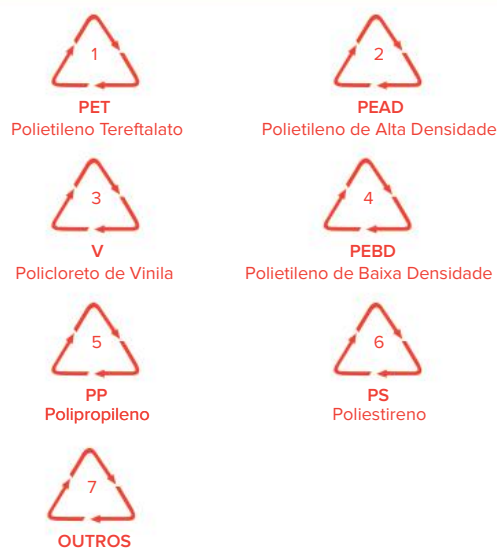 1
PET
Polietileno Tereftalato
2
PEAD
Polietileno de Alta Densidade
3
V
Policloreto de Vinila
4
PEBD
Polietileno de Baixa Densidade
5
PP
Polipropileno
6
PS
Poliestireno
7
OUTROS